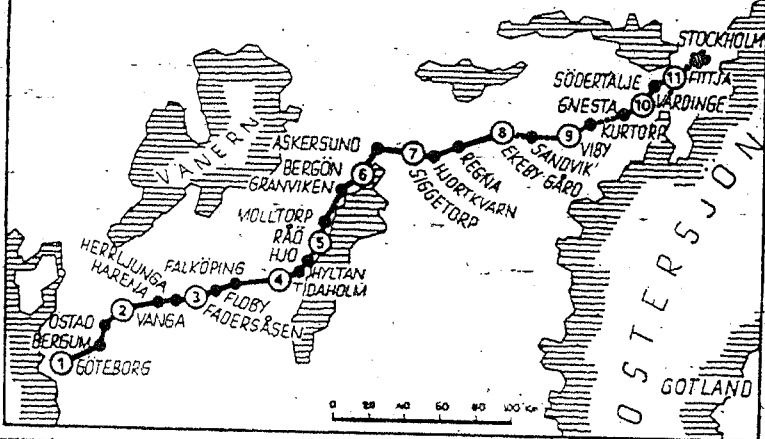 STOCKHOLM
11 FITTJA
SÖDERTÄLJE
10 VÅRDINGE
GNESTA
KURTORP
9 VIBY
SANDVIK
8 EKEBY GÅRD
REGNA
HJORTKVARN
7 SIGGETORP
ASKERSUND
BERGÖN
6
GRANVIKEN
MOLLTORP
RÅÖ
5
HJO
HYLTAN
4 TIDAHOLM
FALKÖPING
FLOBY
3 FADERSÅSEN
HERRLJUNGA
HARENA
2 VANGA
OSTAD
BERGUM
1 GÖTEBORG
VÄNERN
ÖSTERSJÖN
GOTLAND
0 20 40 60 80 100 Km